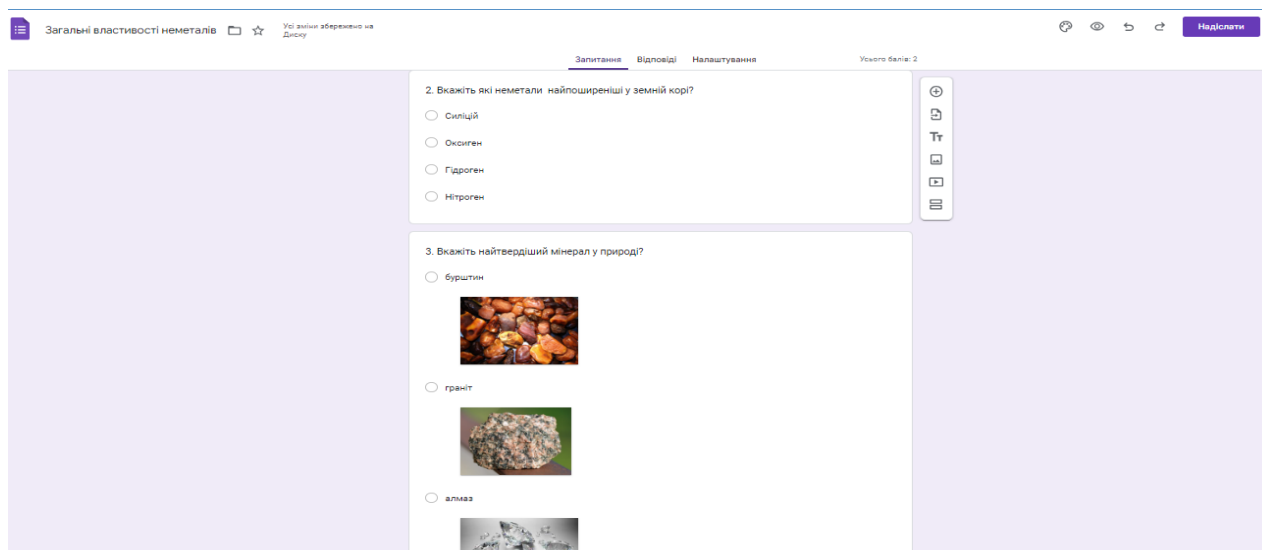 Загальні властивості неметалів
Усі зміни збережено на
Диску
Надіслати
Запитання Відповіді Налаштування Усього балів: 2
2. Вкажіть які неметали найпоширеніші у земній корі?
Силіцій
Оксиген
Гідроген
Нітроген
3. Вкажіть найтвердіший мінерал у природі?
бурштин
граніт
алмаз